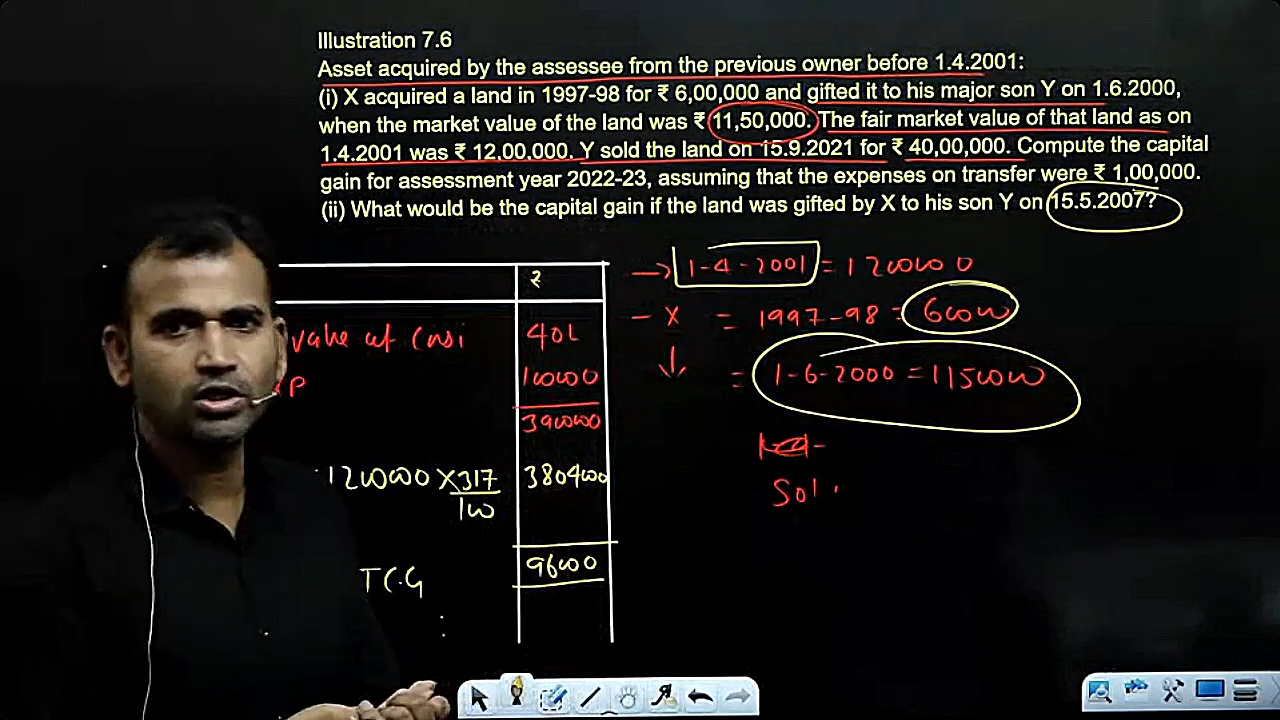 Illustration 7.6
Asset acquired by the assessee from the previous owner before 1.4.2001:
(i) X acquired a land in 1997-98 for ₹ 6,00,000 and gifted it to his major son Y on 1.6.2000,
when the market value of the land was ₹ 11,50,000. The fair market value of that land as on
1.4.2001 was ₹ 12,00,000. Y sold the land on 15.9.2021 for ₹ 40,00,000. Compute the capital
gain for assessment year 2022-23, assuming that the expenses on transfer were ₹ 1,00,000.
(ii) What would be the capital gain if the land was gifted by X to his son Y on 15.5.2007?
₹
value of Consi 40L
P 100000
3900000
1200000 × 317/100 3804000
TCG 96000
→ 1-4-2001 = 1200000
- X = 1997-98 = 600000
↓ = 1-6-2000 = 1150000
Sol.